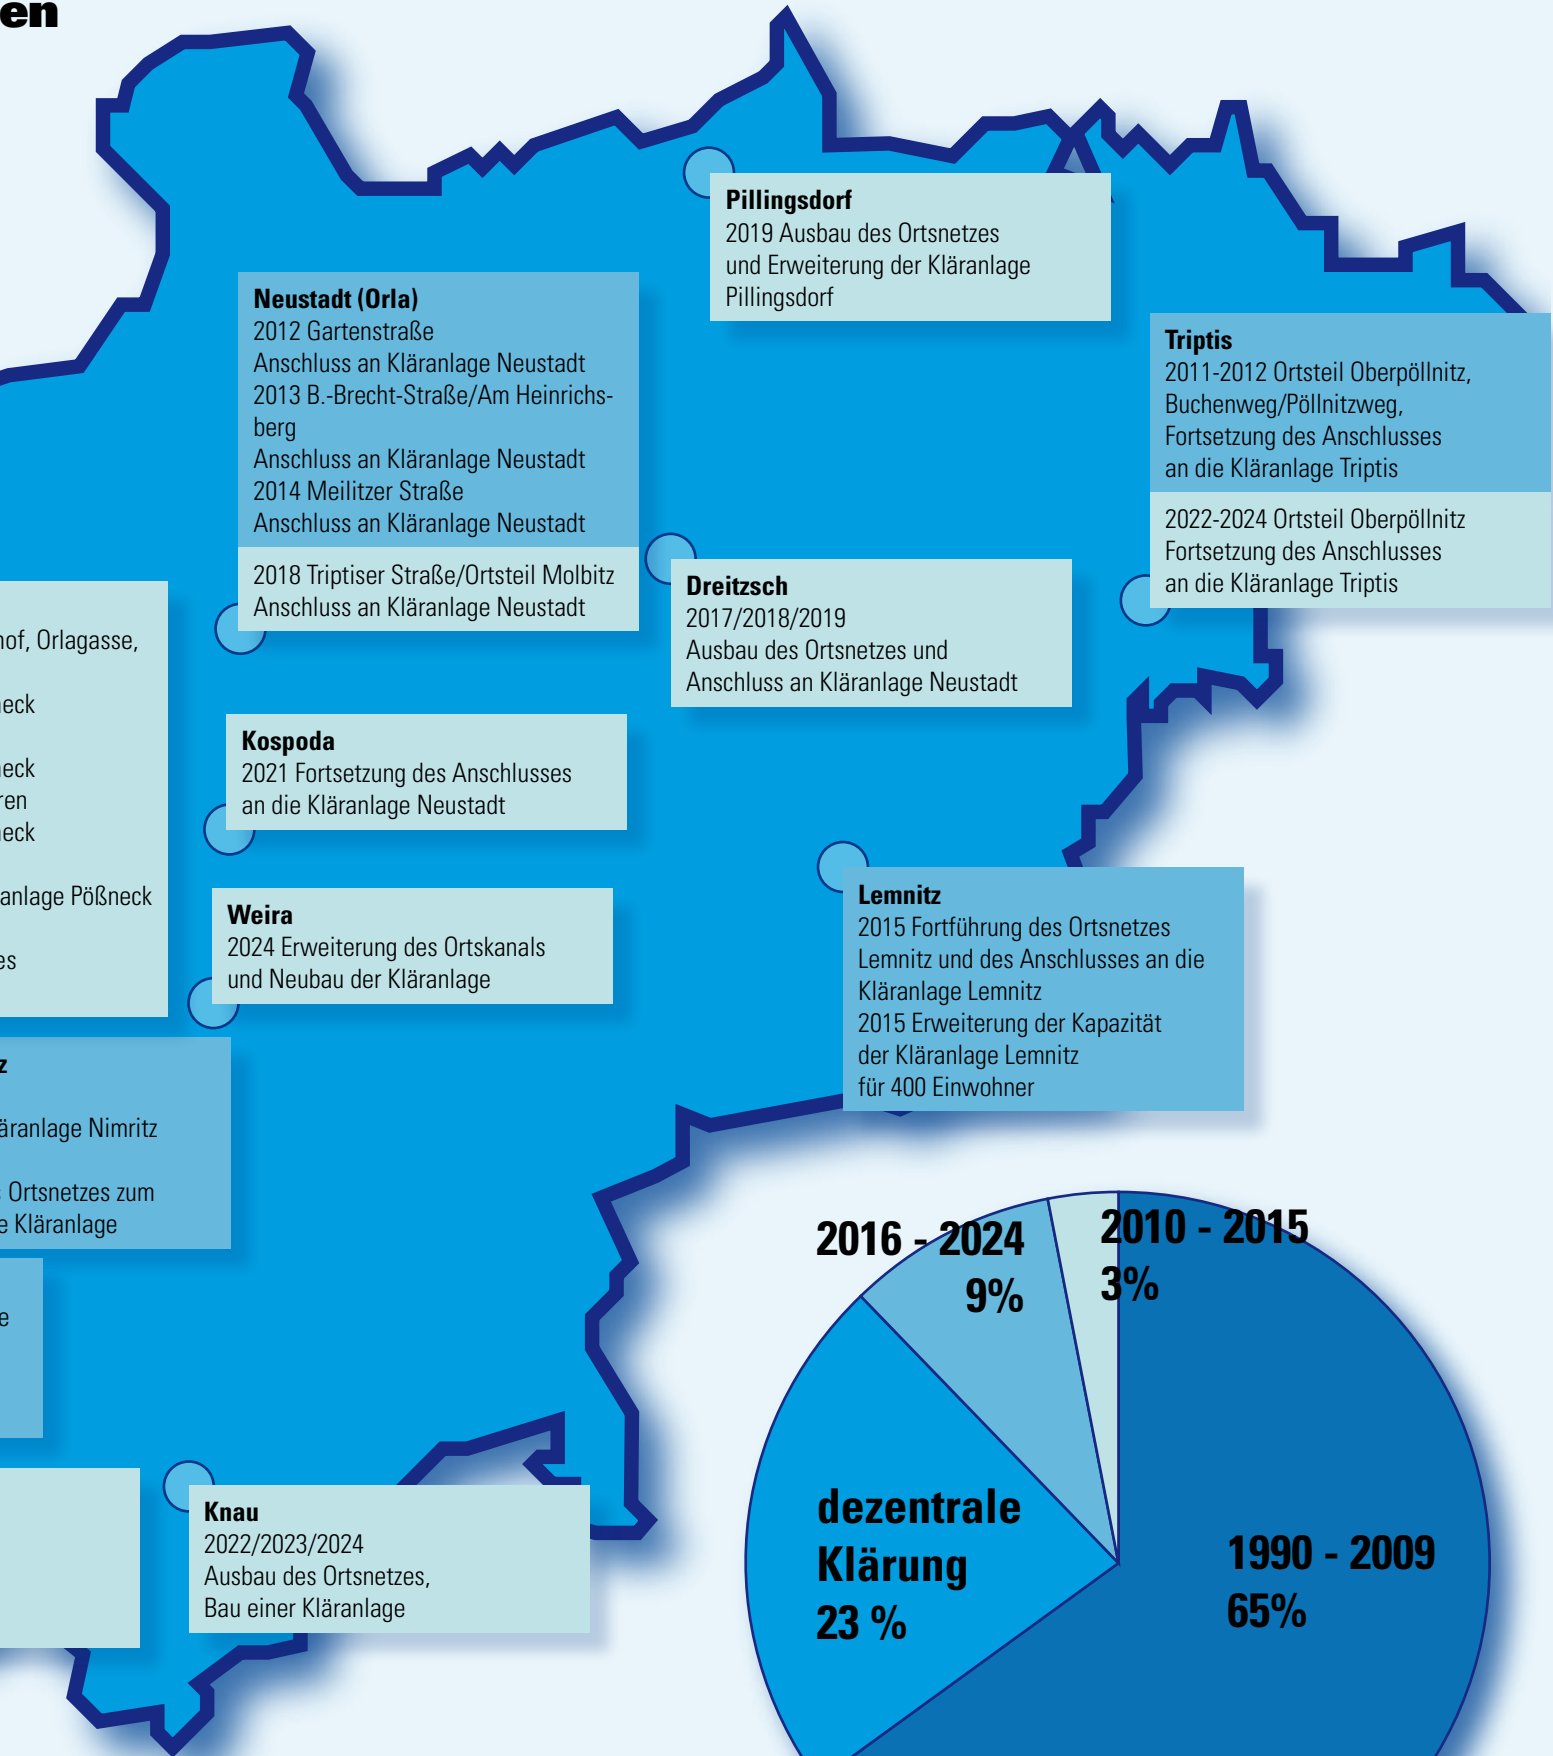 en
Pillingsdorf
2019 Ausbau des Ortsnetzes
und Erweiterung der Kläranlage
Pillingsdorf
Neustadt (Orla)
2012 Gartenstraße
Anschluss an Kläranlage Neustadt
2013 B.-Brecht-Straße/Am Heinrichs-
berg
Anschluss an Kläranlage Neustadt
2014 Meilitzer Straße
Anschluss an Kläranlage Neustadt
2018 Triptiser Straße/Ortsteil Molbitz
Anschluss an Kläranlage Neustadt
Triptis
2011-2012 Ortsteil Oberpöllnitz,
Buchenweg/Pöllnitzweg,
Fortsetzung des Anschlusses
an die Kläranlage Triptis
2022-2024 Ortsteil Oberpöllnitz
Fortsetzung des Anschlusses
an die Kläranlage Triptis
Dreitzsch
2017/2018/2019
Ausbau des Ortsnetzes und
Anschluss an Kläranlage Neustadt
hof, Orlagasse,
neck
neck
ren
neck
anlage Pößneck
es
Kospoda
2021 Fortsetzung des Anschlusses
an die Kläranlage Neustadt
Weira
2024 Erweiterung des Ortskanals
und Neubau der Kläranlage
Lemnitz
2015 Fortführung des Ortsnetzes
Lemnitz und des Anschlusses an die
Kläranlage Lemnitz
2015 Erweiterung der Kapazität
der Kläranlage Lemnitz
für 400 Einwohner
z
äranlage Nimritz
s Ortsnetzes zum
e Kläranlage
e
Knau
2022/2023/2024
Ausbau des Ortsnetzes,
Bau einer Kläranlage
2016 - 2024
9%
2010 - 2015
3%
dezentrale
Klärung
23 %
1990 - 2009
65%